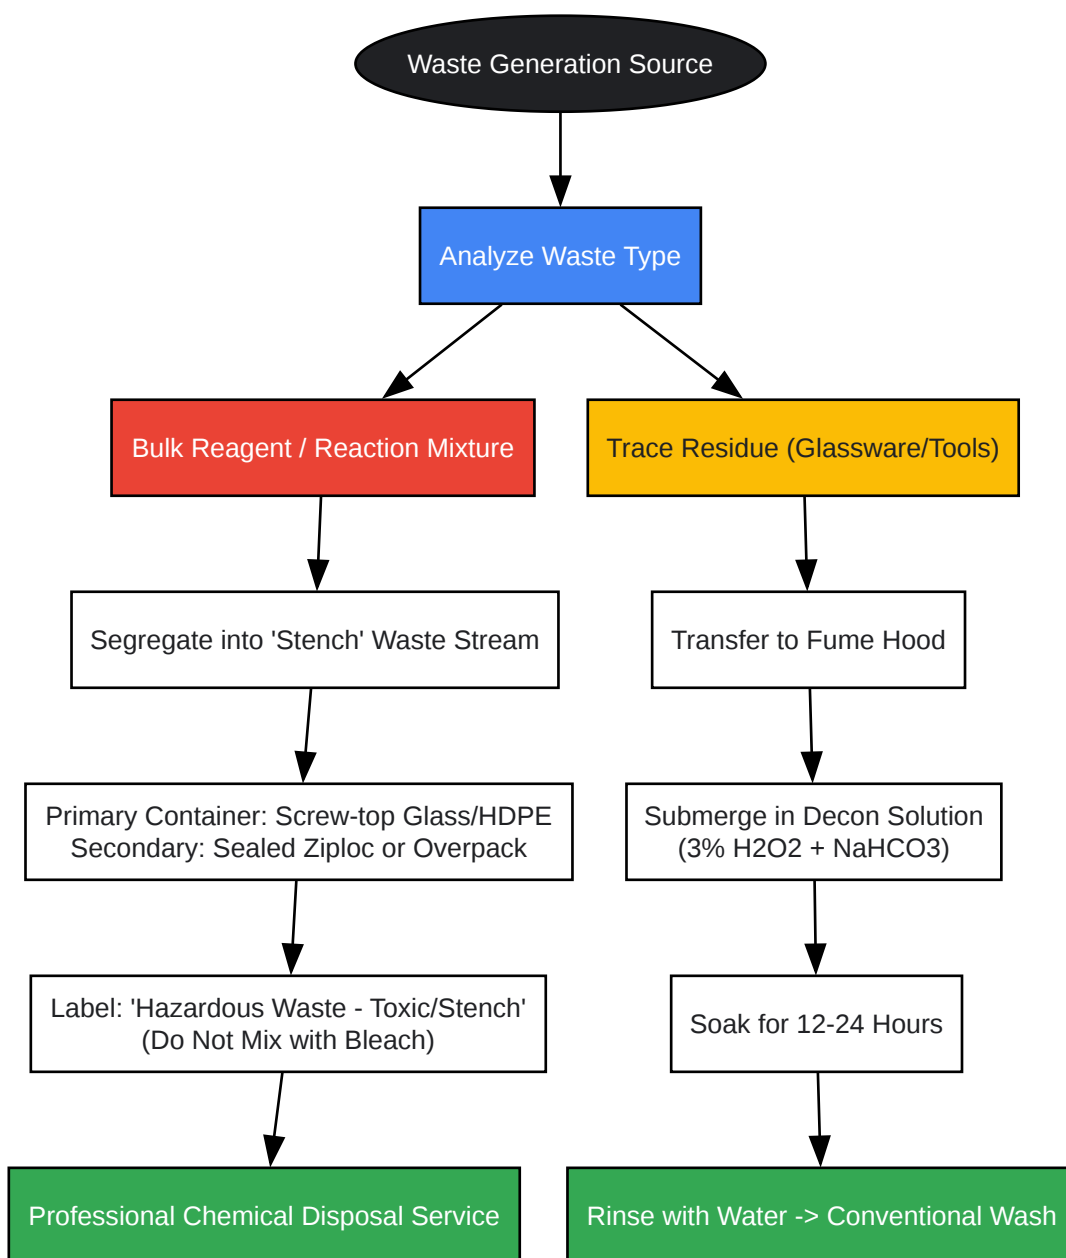 Waste Generation Source
Analyze Waste Type
Bulk Reagent / Reaction Mixture
Trace Residue (Glassware/Tools)
Segregate into 'Stench' Waste Stream
Transfer to Fume Hood
Primary Container: Screw-top Glass/HDPE
Secondary: Sealed Ziploc or Overpack
Submerge in Decon Solution
(3% H2O2 + NaHCO3)
Label: 'Hazardous Waste - Toxic/Stench'
(Do Not Mix with Bleach)
Soak for 12-24 Hours
Professional Chemical Disposal Service
Rinse with Water -> Conventional Wash